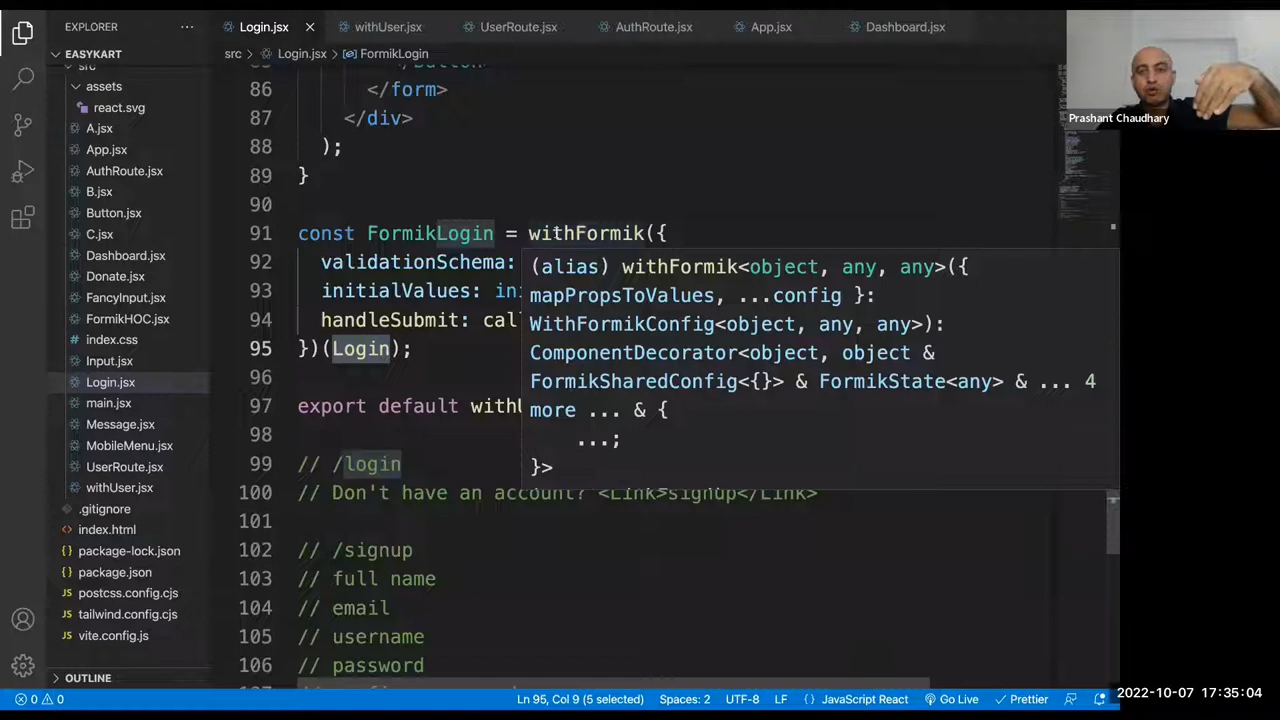 EXPLORER
EASYKART
src
assets
react.svg
A.jsx
App.jsx
AuthRoute.jsx
B.jsx
Button.jsx
C.jsx
Dashboard.jsx
Donate.jsx
FancyInput.jsx
FormikHOC.jsx
index.css
Input.jsx
Login.jsx
main.jsx
Message.jsx
MobileMenu.jsx
UserRoute.jsx
withUser.jsx
.gitignore
index.html
package-lock.json
package.json
postcss.config.cjs
tailwind.config.cjs
vite.config.js
OUTLINE
Login.jsx withUser.jsx UserRoute.jsx AuthRoute.jsx App.jsx Dashboard.jsx
src > Login.jsx > FormikLogin
86 </form>
87 </div>
88 );
89 }
90
91 const FormikLogin = withFormik({
92 validationSchema:
93 initialValues: ini
94 handleSubmit: call
95 })(Login);
96
97 export default withU
98
99 // /login
100 // Don't have an account? <Link>signup</Link>
101
102 // /signup
103 // full name
104 // email
105 // username
106 // password
(alias) withFormik<object, any, any>({
mapPropsToValues, ...config }:
WithFormikConfig<object, any, any>):
ComponentDecorator<object, object &
FormikSharedConfig<{}> & FormikState<any> & ... 4
more ... & {
...;
}>
Prashant Chaudhary
0 0 Ln 95, Col 9 (5 selected) Spaces: 2 UTF-8 LF { } JavaScript React Go Live Prettier
2022-10-07 17:35:04